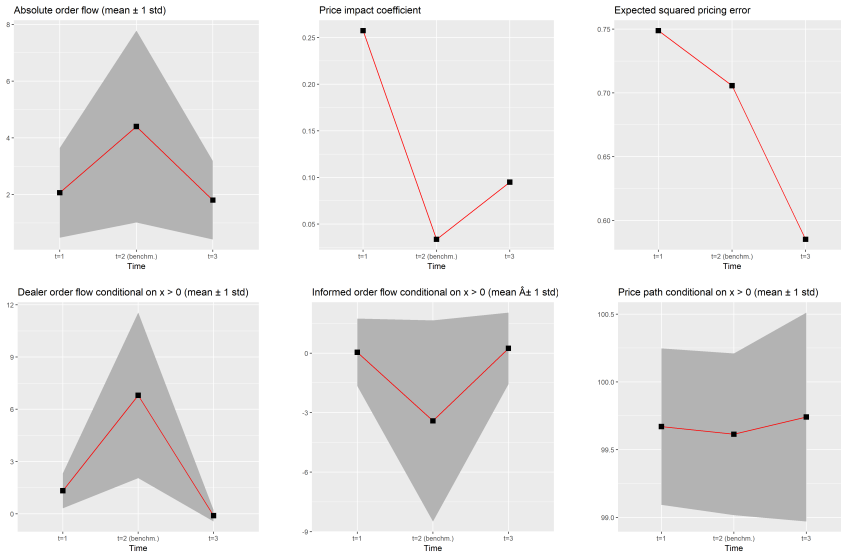 Absolute order flow (mean ± 1 std)
8
6
4
2
t=1
t=2 (benchm.)
t=3
Time
Price impact coefficient
0.25
0.20
0.15
0.10
0.05
t=1
t=2 (benchm.)
t=3
Time
Expected squared pricing error
0.75
0.70
0.65
0.60
t=1
t=2 (benchm.)
t=3
Time
Dealer order flow conditional on x > 0 (mean ± 1 std)
12
9
6
3
0
t=1
t=2 (benchm.)
t=3
Time
Informed order flow conditional on x > 0 (mean Â± 1 std)
0
-3
-6
-9
t=1
t=2 (benchm.)
t=3
Time
Price path conditional on x > 0 (mean ± 1 std)
100.5
100.0
99.5
99.0
t=1
t=2 (benchm.)
t=3
Time